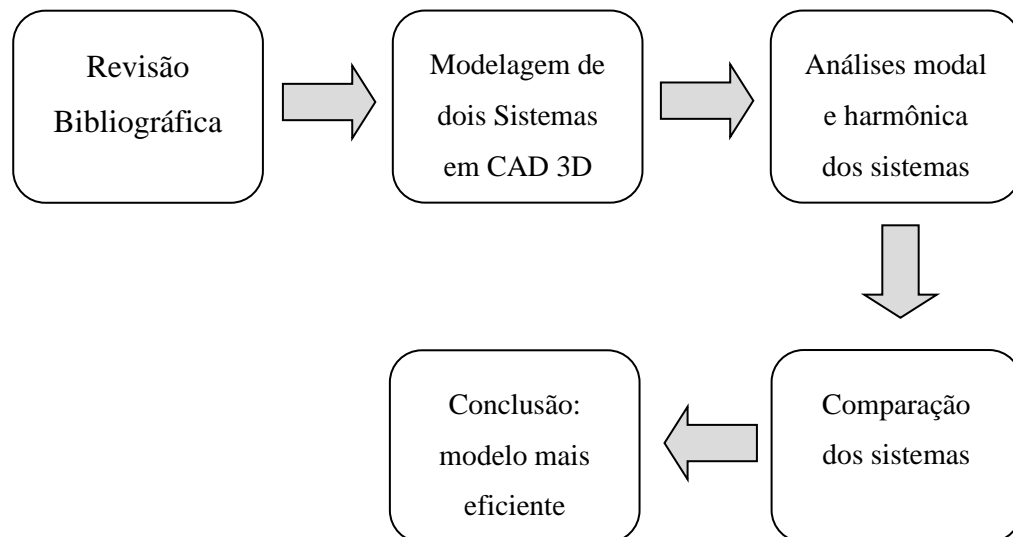 Revisão
Bibliográfica
Modelagem de
dois Sistemas
em CAD 3D
Análises modal
e harmônica
dos sistemas
Comparação
dos sistemas
Conclusão:
modelo mais
eficiente